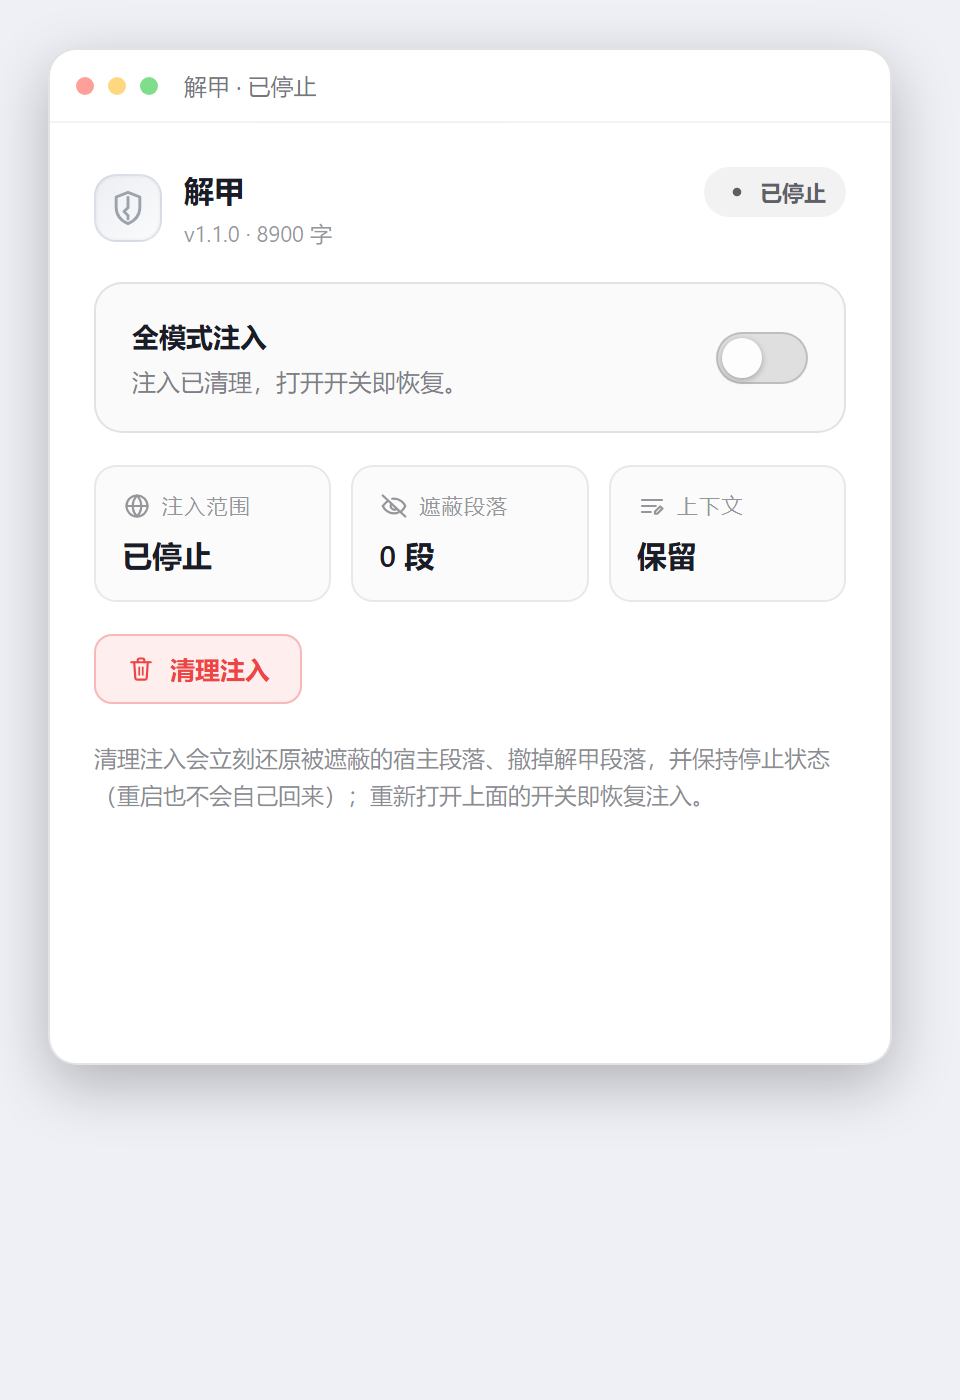 解甲 · 已停止
解甲
已停止
v1.1.0 · 8900 字
全模式注入
注入已清理，打开开关即恢复。
注入范围
遮蔽段落
上下文
已停止
0 段
保留
清理注入
清理注入会立刻还原被遮蔽的宿主段落、撤掉解甲段落，并保持停止状态
（重启也不会自己回来）；重新打开上面的开关即恢复注入。